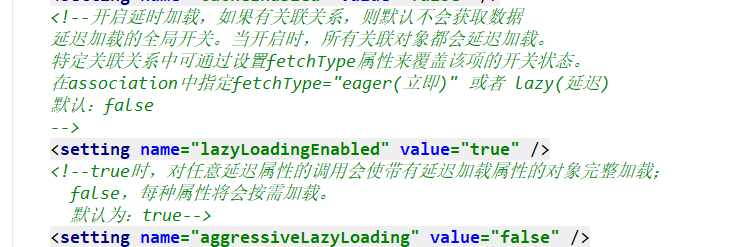 <!--开启延时加载，如果有关联关系，则默认不会获取数据
延迟加载的全局开关。当开启时，所有关联对象都会延迟加载。
特定关联关系中可通过设置fetchType属性来覆盖该项的开关状态。
在association中指定fetchType="eager(立即)" 或者 lazy(延迟)
默认：false
-->
<setting name="lazyLoadingEnabled" value="true" />
<!--true时，对任意延迟属性的调用会使带有延迟加载属性的对象完整加载；
false，每种属性将会按需加载。
默认为：true-->
<setting name="aggressiveLazyLoading" value="false" />